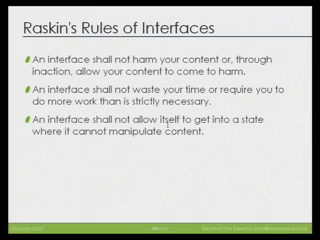 Raskin's Rules of Interfaces
An interface shall not harm your content or, through
inaction, allow your content to come to harm.
An interface shall not waste your time or require you to
do more work than is strictly necessary.
An interface shall not allow itself to get into a state
where it cannot manipulate content.